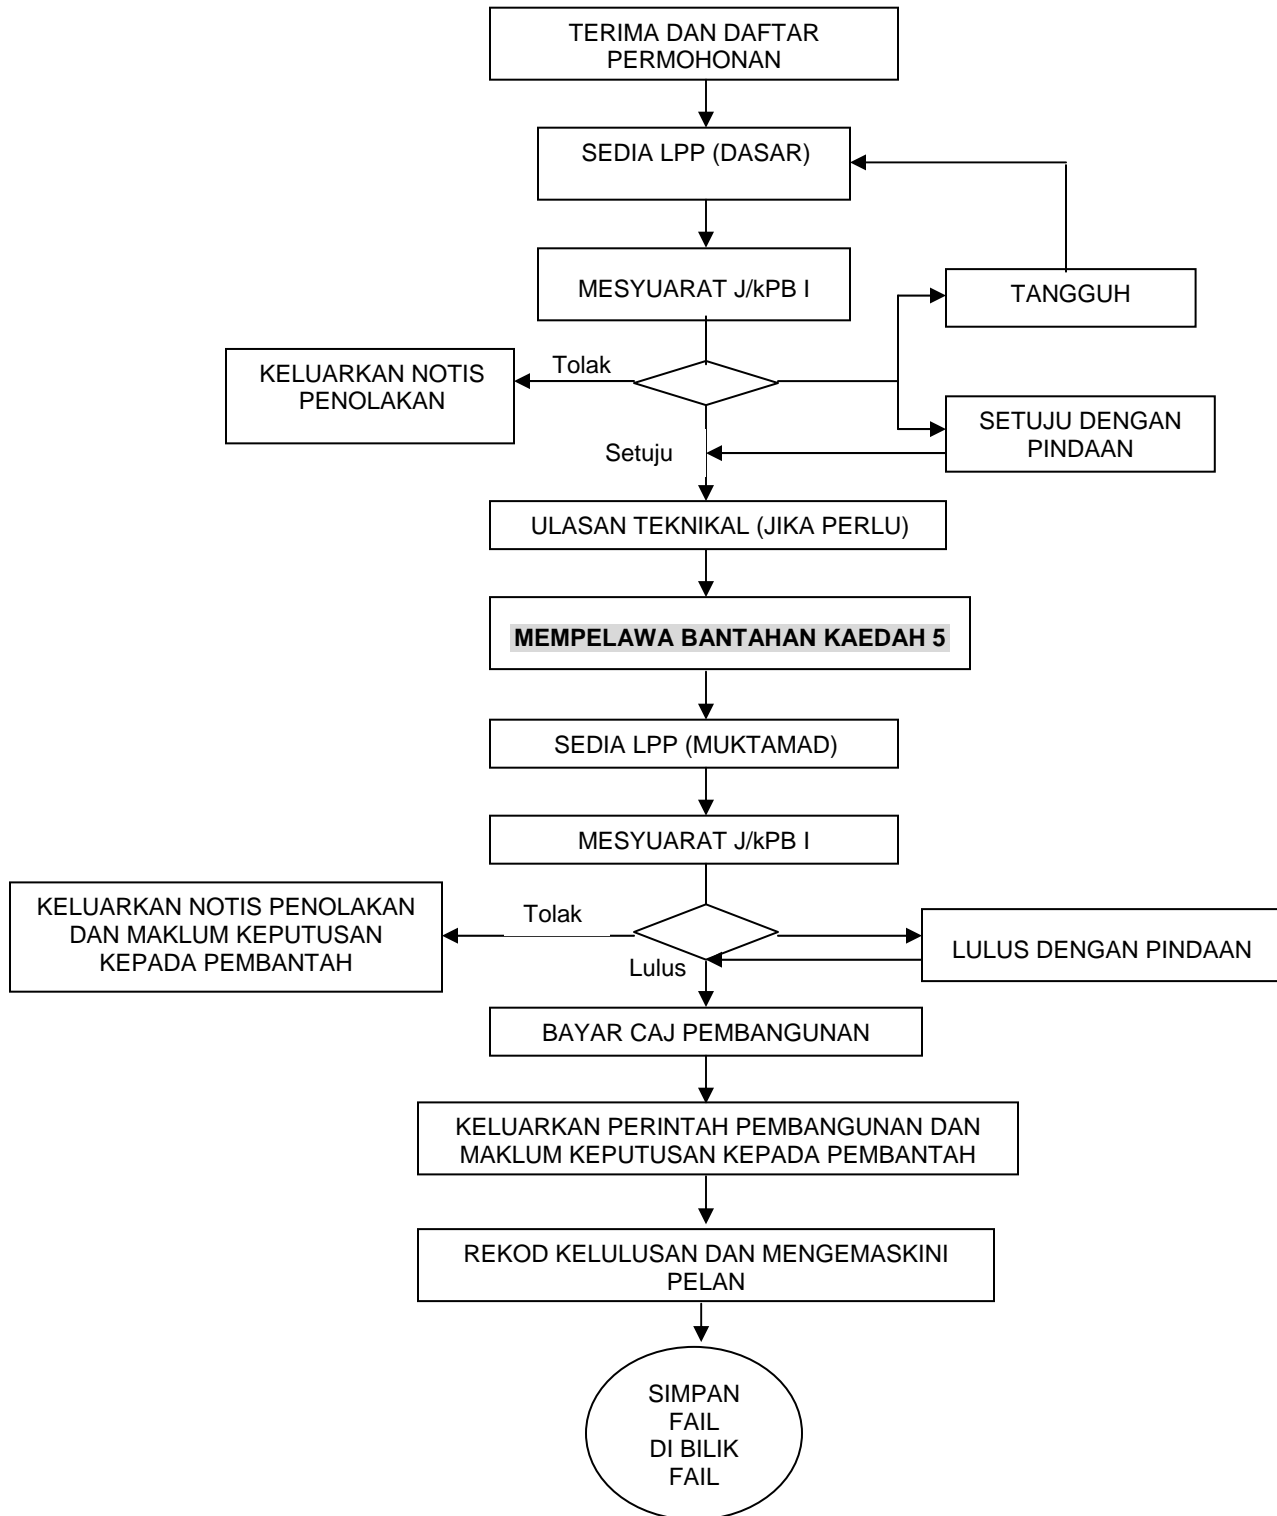 TERIMA DAN DAFTAR
PERMOHONAN
SEDIA LPP (DASAR)
MESYUARAT J/kPB I
TANGGUH
Tolak
KELUARKAN NOTIS
PENOLAKAN
SETUJU DENGAN
PINDAAN
Setuju
ULASAN TEKNIKAL (JIKA PERLU)
MEMPELAWA BANTAHAN KAEDAH 5
SEDIA LPP (MUKTAMAD)
MESYUARAT J/kPB I
KELUARKAN NOTIS PENOLAKAN
DAN MAKLUM KEPUTUSAN
KEPADA PEMBANTAH
Tolak
LULUS DENGAN PINDAAN
Lulus
BAYAR CAJ PEMBANGUNAN
KELUARKAN PERINTAH PEMBANGUNAN DAN
MAKLUM KEPUTUSAN KEPADA PEMBANTAH
REKOD KELULUSAN DAN MENGEMASKINI
PELAN
SIMPAN
FAIL
DI BILIK
FAIL